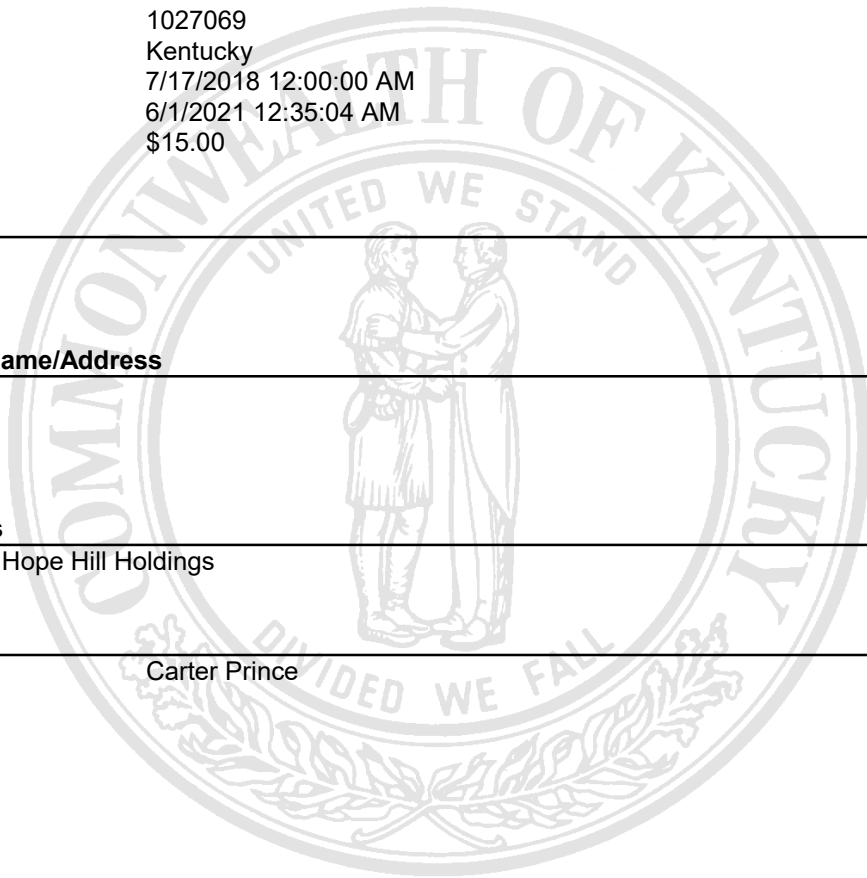 1027069
Kentucky
7/17/2018 12:00:00 AM
6/1/2021 12:35:04 AM
$15.00
COMMONWEALTH OF KENTUCKY
UNITED WE STAND
ame/Address
s
Hope Hill Holdings
Carter Prince
DIVIDED WE FALL